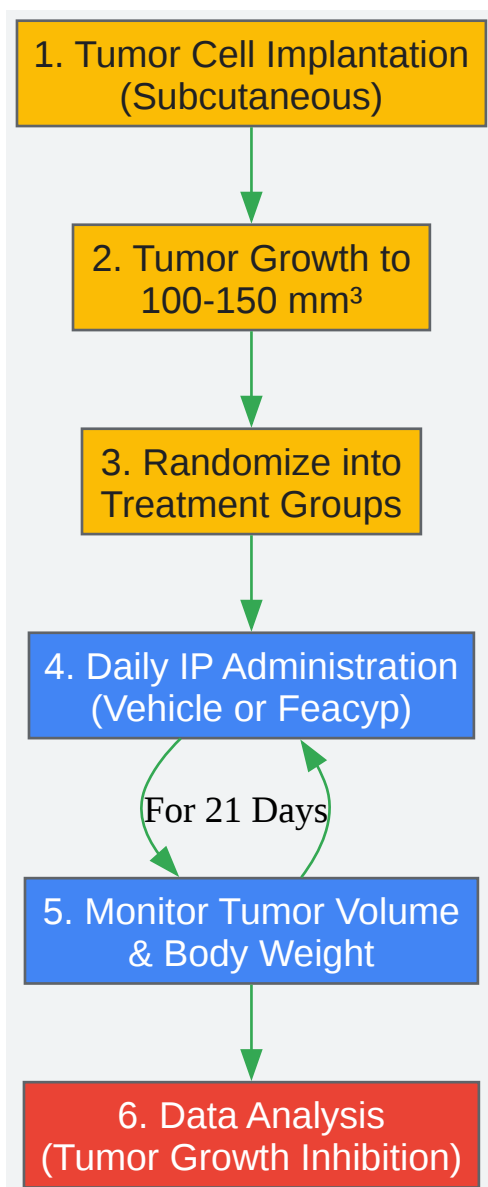 1. Tumor Cell Implantation
(Subcutaneous)
2. Tumor Growth to
100-150 mm³
3. Randomize into
Treatment Groups
4. Daily IP Administration
(Vehicle or Feacyp)
For 21 Days
5. Monitor Tumor Volume
& Body Weight
6. Data Analysis
(Tumor Growth Inhibition)